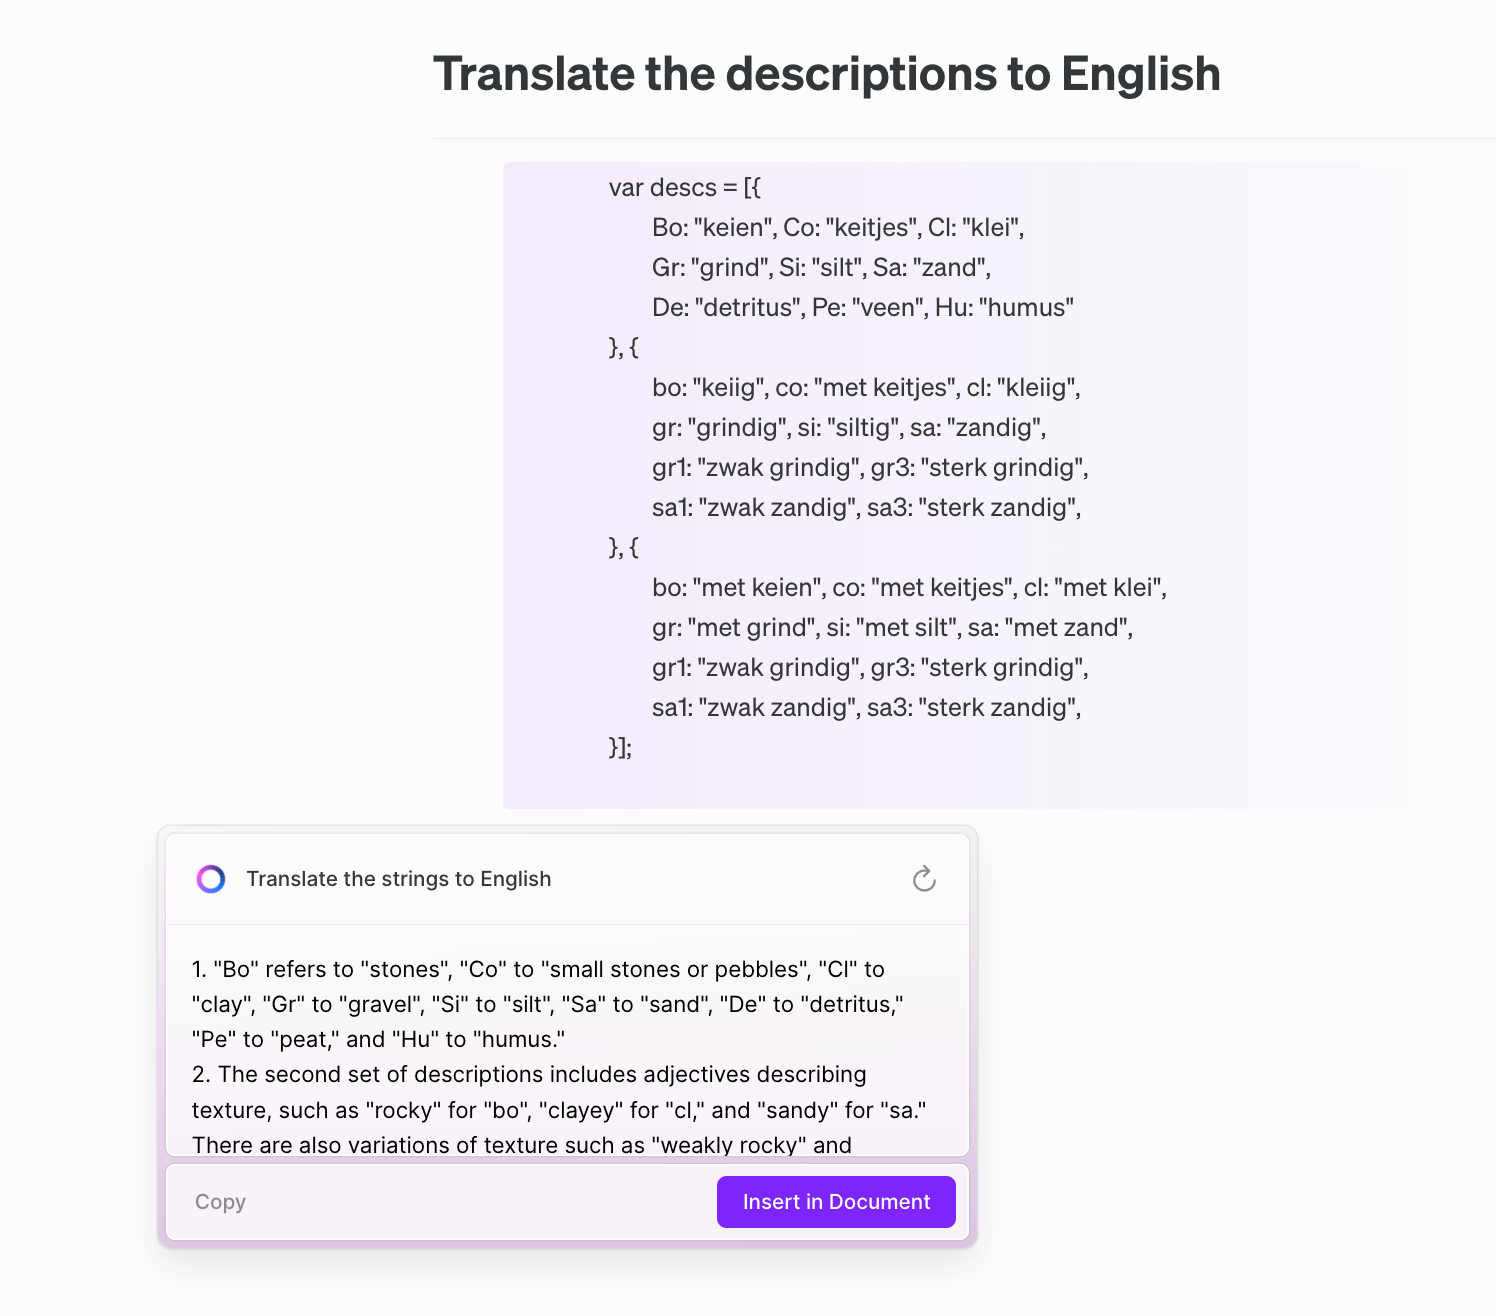 Translate the descriptions to English
var descs = [{
Bo: "keien", Co: "keitjes", Cl: "klei",
Gr: "grind", Si: "silt", Sa: "zand",
De: "detritus", Pe: "veen", Hu: "humus"
}, {
bo: "keiig", co: "met keitjes", cl: "kleiig",
gr: "grindig", si: "siltig", sa: "zandig",
gr1: "zwak grindig", gr3: "sterk grindig",
sa1: "zwak zandig", sa3: "sterk zandig",
}, {
bo: "met keien", co: "met keitjes", cl: "met klei",
gr: "met grind", si: "met silt", sa: "met zand",
gr1: "zwak grindig", gr3: "sterk grindig",
sa1: "zwak zandig", sa3: "sterk zandig",
}];
Translate the strings to English
1. "Bo" refers to "stones", "Co" to "small stones or pebbles", "Cl" to
"clay", "Gr" to "gravel", "Si" to "silt", "Sa" to "sand", "De" to "detritus,"
"Pe" to "peat," and "Hu" to "humus."
2. The second set of descriptions includes adjectives describing
texture, such as "rocky" for "bo", "clayey" for "cl," and "sandy" for "sa."
There are also variations of texture such as "weakly rocky" and
Copy
Insert in Document